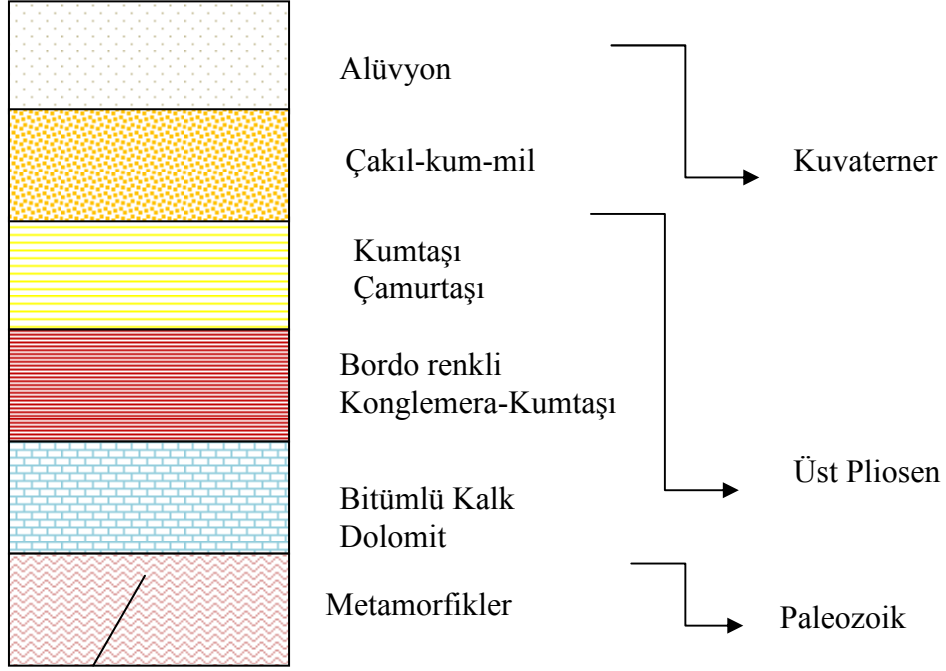 Alüvyon
Çakıl-kum-mil
Kuvaterner
Kumtaşı
Çamurtaşı
Bordo renkli
Konglemera-Kumtaşı
Üst Pliosen
Bitümlü Kalk
Dolomit
Metamorfikler
Paleozoik